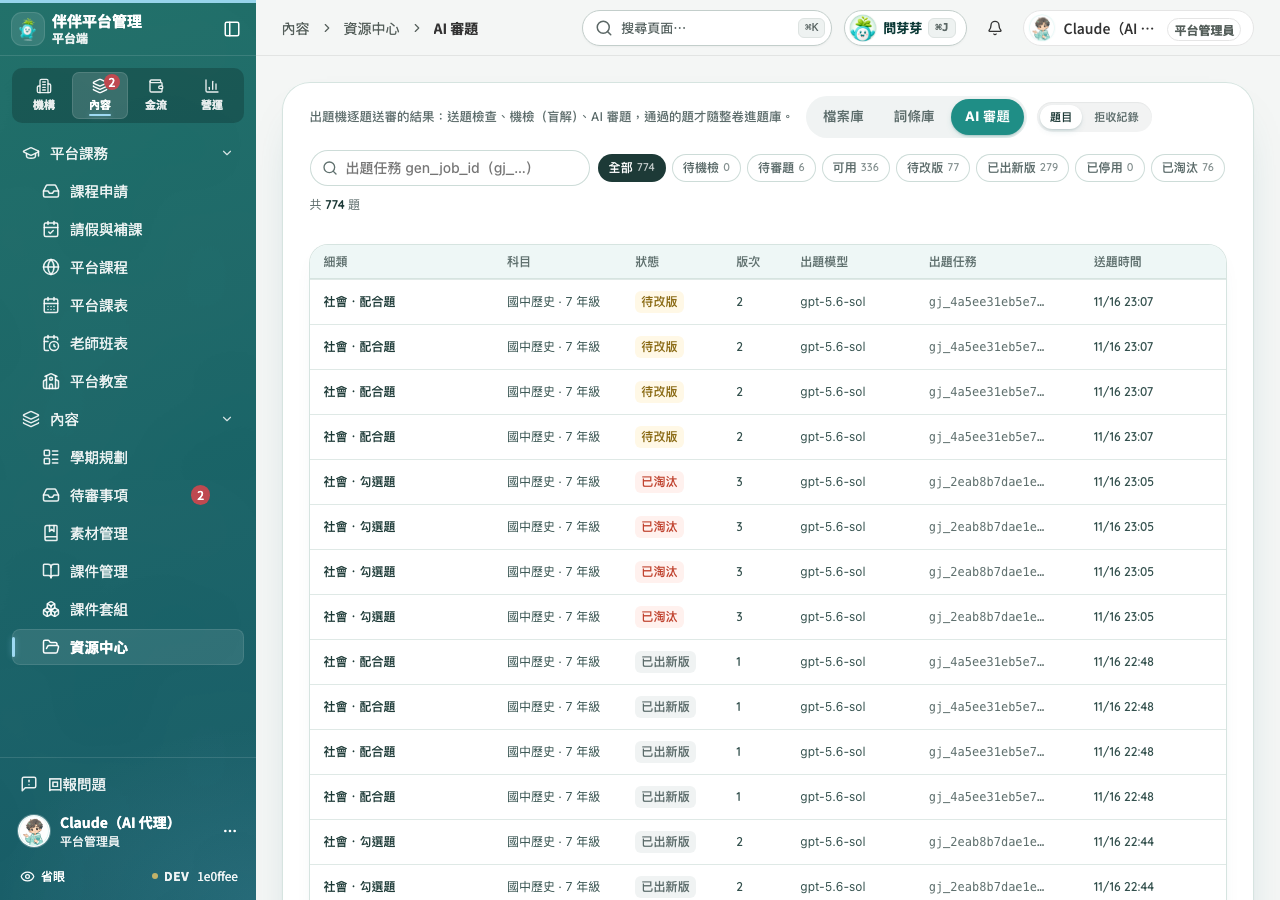 伴伴平台管理
平台端
機構
內容
2
金流
營運
平台課務
課程申請
請假與補課
平台課程
平台課表
老師班表
平台教室
內容
學期規劃
待審事項 2
素材管理
課件管理
課件套組
資源中心
回報問題
Claude（AI 代理）
平台管理員
省眼 DEV 1e0ffee
內容 資源中心 AI 審題
搜尋頁面… ⌘K
問芽芽 ⌘J
Claude（AI … 平台管理員
出題機逐題送審的結果：送題檢查、機檢（盲解）、AI 審題，通過的題才隨整卷進題庫。
檔案庫 詞條庫 AI 審題
題目 拒收紀錄
出題任務 gen_job_id（gj_…）
全部 774 待機檢 0 待審題 6 可用 336 待改版 77 已出新版 279 已停用 0 已淘汰 76
共 774 題
細類 科目 狀態 版次 出題模型 出題任務 送題時間
社會 · 配合題 國中歷史 · 7 年級 待改版 2 gpt-5.6-sol gj_4a5ee31eb5e7… 11/16 23:07
社會 · 配合題 國中歷史 · 7 年級 待改版 2 gpt-5.6-sol gj_4a5ee31eb5e7… 11/16 23:07
社會 · 配合題 國中歷史 · 7 年級 待改版 2 gpt-5.6-sol gj_4a5ee31eb5e7… 11/16 23:07
社會 · 配合題 國中歷史 · 7 年級 待改版 2 gpt-5.6-sol gj_4a5ee31eb5e7… 11/16 23:07
社會 · 勾選題 國中歷史 · 7 年級 已淘汰 3 gpt-5.6-sol gj_2eab8b7dae1e… 11/16 23:05
社會 · 勾選題 國中歷史 · 7 年級 已淘汰 3 gpt-5.6-sol gj_2eab8b7dae1e… 11/16 23:05
社會 · 勾選題 國中歷史 · 7 年級 已淘汰 3 gpt-5.6-sol gj_2eab8b7dae1e… 11/16 23:05
社會 · 勾選題 國中歷史 · 7 年級 已淘汰 3 gpt-5.6-sol gj_2eab8b7dae1e… 11/16 23:05
社會 · 配合題 國中歷史 · 7 年級 已出新版 1 gpt-5.6-sol gj_4a5ee31eb5e7… 11/16 22:48
社會 · 配合題 國中歷史 · 7 年級 已出新版 1 gpt-5.6-sol gj_4a5ee31eb5e7… 11/16 22:48
社會 · 配合題 國中歷史 · 7 年級 已出新版 1 gpt-5.6-sol gj_4a5ee31eb5e7… 11/16 22:48
社會 · 配合題 國中歷史 · 7 年級 已出新版 1 gpt-5.6-sol gj_4a5ee31eb5e7… 11/16 22:48
社會 · 勾選題 國中歷史 · 7 年級 已出新版 2 gpt-5.6-sol gj_2eab8b7dae1e… 11/16 22:44
社會 · 勾選題 國中歷史 · 7 年級 已出新版 2 gpt-5.6-sol gj_2eab8b7dae1e… 11/16 22:44